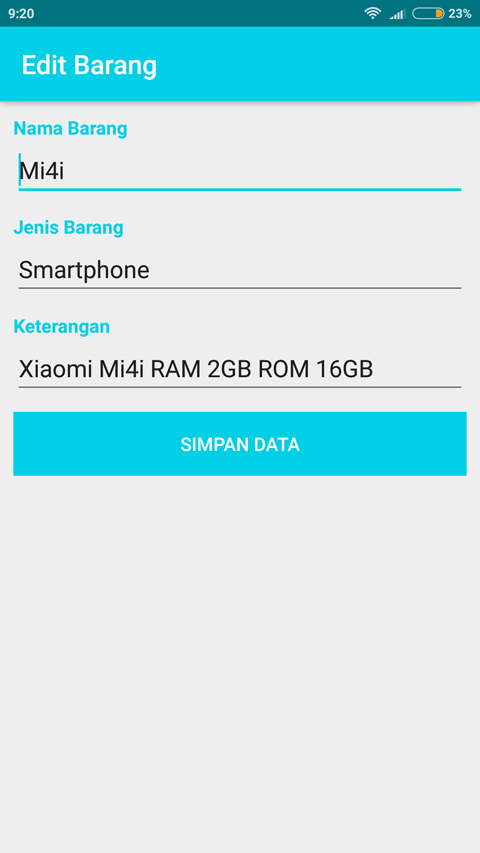 9:20
23%
Edit Barang
Nama Barang
Mi4i
Jenis Barang
Smartphone
Keterangan
Xiaomi Mi4i RAM 2GB ROM 16GB
SIMPAN DATA